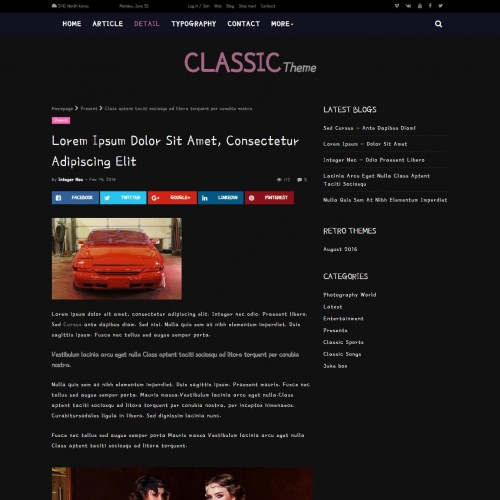 37C North Korea Monday, June 30 Log in / Join Web Blog Shop now! Contact
HOME ARTICLE DETAIL TYPOGRAPHY CONTACT MORE
CLASSIC Theme
Homepage > Present > Class aptent taciti sociosqu ad litora torquent per conubia nostra
Present
Lorem Ipsum Dolor Sit Amet, Consectetur
Adipiscing Elit
By Integer Nec – Feb 14, 2016 112 0
FACEBOOK TWITTER GOOGLE+ LINKEDIN PINTEREST
Lorem ipsum dolor sit amet, consectetur adipiscing elit. Integer nec odio. Praesent libero.
Sed Cursus ante dapibus diam. Sed nisi. Nulla quis sem at nibh elementum imperdiet. Duis
sagittis ipsum. Fusce nec tellus sed augue semper porta.
Vestibulum lacinia arcu eget nulla Class aptent taciti sociosqu ad litora torquent per conubia
nostra.
Nulla quis sem at nibh elementum imperdiet. Duis sagittis ipsum. Praesent mauris. Fusce nec
tellus sed augue semper porta. Mauris massa.Vestibulum lacinia arcu eget nulla.Class
aptent taciti sociosqu ad litora torquent per conubia nostra, per inceptos himenaeos.
Curabitursodales ligula in libero. Sed dignissim lacinia nunc.
Fusce nec tellus sed augue semper porta Mauris massa Vestibulum lacinia arcu eget nulla
Class aptent taciti sociosqu ad litora torquent.
LATEST BLOGS
Sed Cursus – Ante Dapibus Diam!
Lorem Ipsum – Dolor Sit Amet
Integer Nec – Odio Praesent Libero
Lacinia Arcu Eget Nulla Class Aptent
Taciti Sociosqu
Nulla Quis Sem At Nibh Elementum Imperdiet
RETRO THEMES
August 2016
CATEGORIES
Photography World
Latest
Entertainment
Presents
Classic Sports
Classic Songs
Juke box